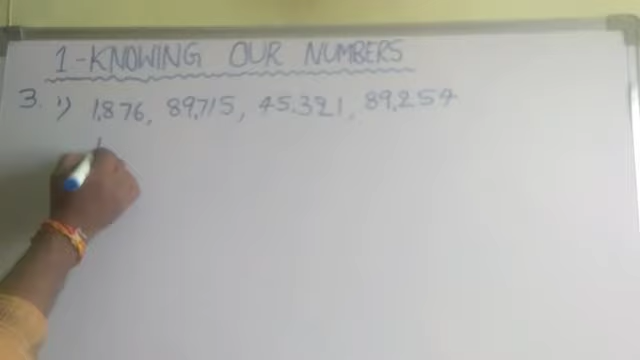 1-KNOWING OUR NUMBERS
3. i) 1,876, 89,715, 45,321, 89,254
1